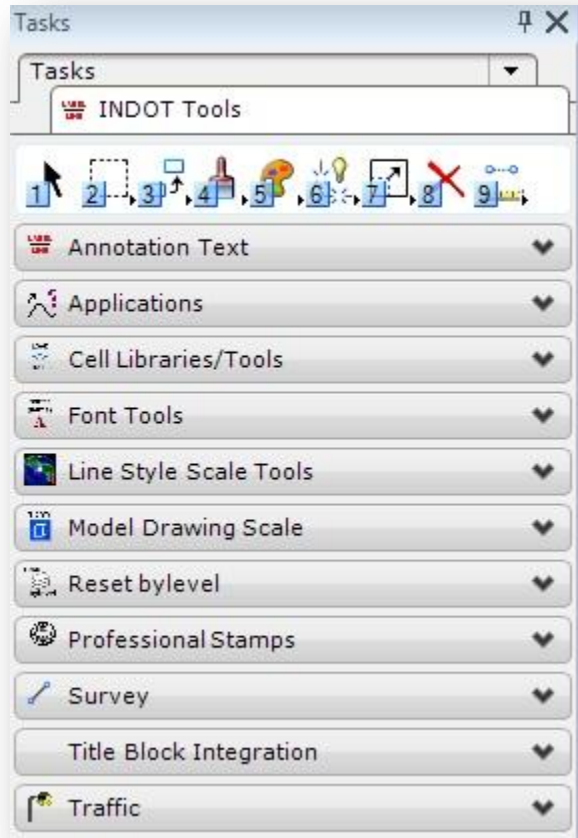 Tasks
Tasks
INDOT Tools
1 2 3 4 5 6 7 8 9
Annotation Text
Applications
Cell Libraries/Tools
Font Tools
Line Style Scale Tools
Model Drawing Scale
Reset bylevel
Professional Stamps
Survey
Title Block Integration
Traffic